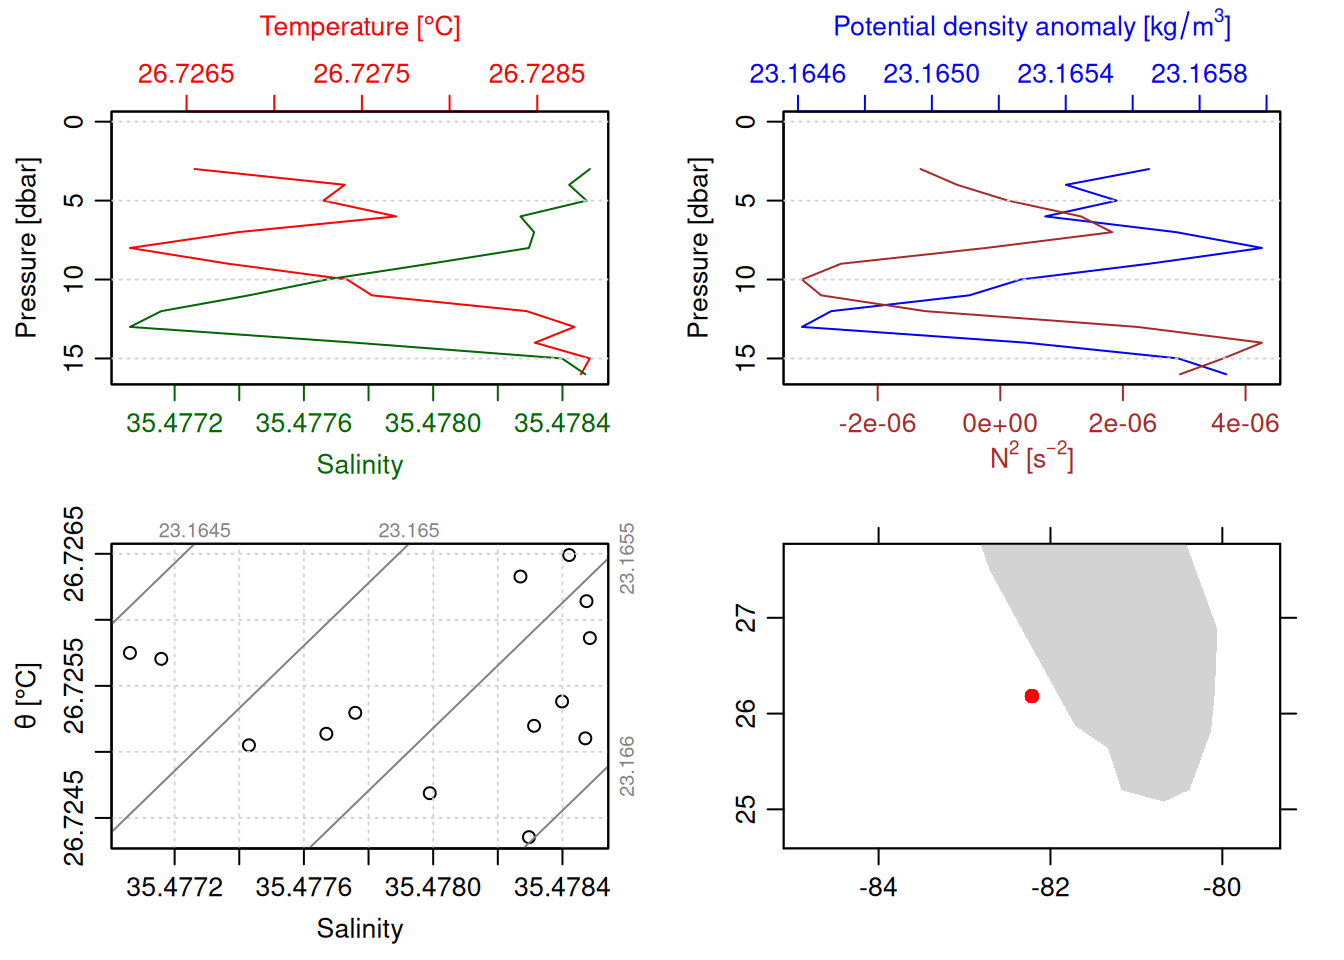 Temperature [°C]
26.7265 26.7275 26.7285
Pressure [dbar]
0
5
10
15
35.4772 35.4776 35.4780 35.4784
Salinity
Potential density anomaly [kg/m³]
23.1646 23.1650 23.1654 23.1658
Pressure [dbar]
0
5
10
15
-2e-06 0e+00 2e-06 4e-06
N² [s⁻²]
23.1645 23.165
23.1655
23.166
θ [°C]
26.7265
26.7255
26.7245
35.4772 35.4776 35.4780 35.4784
Salinity
27
26
25
-84 -82 -80